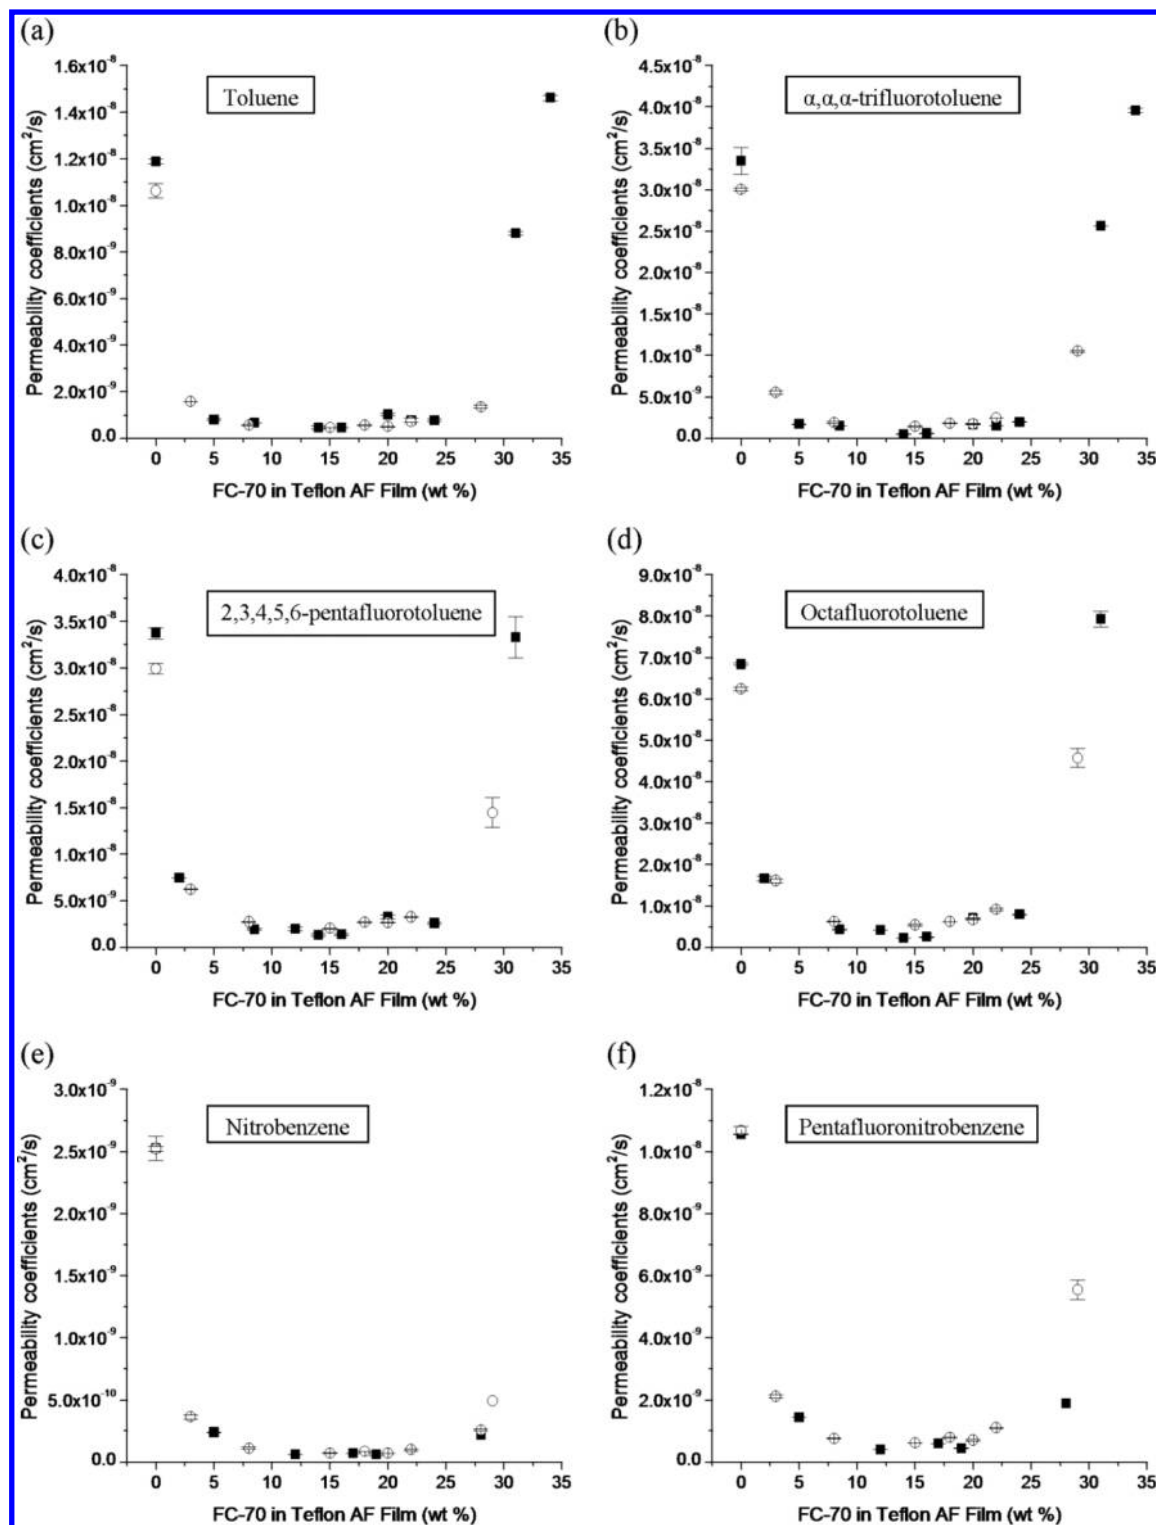 (a)
Toluene
Permeability coefficients (cm²/s)
1.6x10⁻⁸
1.4x10⁻⁸
1.2x10⁻⁸
1.0x10⁻⁸
8.0x10⁻⁹
6.0x10⁻⁹
4.0x10⁻⁹
2.0x10⁻⁹
0.0
0 5 10 15 20 25 30 35
FC-70 in Teflon AF Film (wt %)
(b)
α,α,α-trifluorotoluene
Permeability coefficients (cm²/s)
4.5x10⁻⁸
4.0x10⁻⁸
3.5x10⁻⁸
3.0x10⁻⁸
2.5x10⁻⁸
2.0x10⁻⁸
1.5x10⁻⁸
1.0x10⁻⁸
5.0x10⁻⁹
0.0
0 5 10 15 20 25 30 35
FC-70 in Teflon AF Film (wt %)
(c)
2,3,4,5,6-pentafluorotoluene
Permeability coefficients (cm²/s)
4.0x10⁻⁸
3.5x10⁻⁸
3.0x10⁻⁸
2.5x10⁻⁸
2.0x10⁻⁸
1.5x10⁻⁸
1.0x10⁻⁸
5.0x10⁻⁹
0.0
0 5 10 15 20 25 30 35
FC-70 in Teflon AF Film (wt %)
(d)
Octafluorotoluene
Permeability coefficients (cm²/s)
9.0x10⁻⁸
8.0x10⁻⁸
7.0x10⁻⁸
6.0x10⁻⁸
5.0x10⁻⁸
4.0x10⁻⁸
3.0x10⁻⁸
2.0x10⁻⁸
1.0x10⁻⁸
0.0
0 5 10 15 20 25 30 35
FC-70 in Teflon AF Film (wt %)
(e)
Nitrobenzene
Permeability coefficients (cm²/s)
3.0x10⁻⁹
2.5x10⁻⁹
2.0x10⁻⁹
1.5x10⁻⁹
1.0x10⁻⁹
5.0x10⁻¹⁰
0.0
0 5 10 15 20 25 30 35
FC-70 in Teflon AF Film (wt %)
(f)
Pentafluoronitrobenzene
Permeability coefficients (cm²/s)
1.2x10⁻⁸
1.0x10⁻⁸
8.0x10⁻⁹
6.0x10⁻⁹
4.0x10⁻⁹
2.0x10⁻⁹
0.0
0 5 10 15 20 25 30 35
FC-70 in Teflon AF Film (wt %)